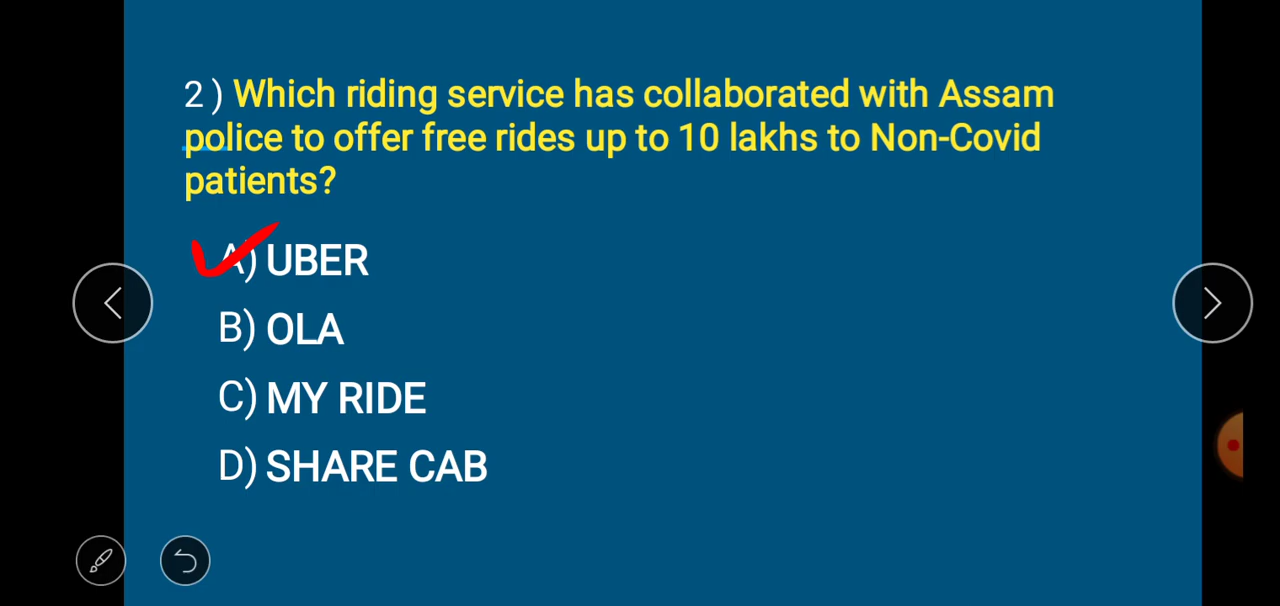 2 ) Which riding service has collaborated with Assam
police to offer free rides up to 10 lakhs to Non-Covid
patients?
A) UBER
B) OLA
C) MY RIDE
D) SHARE CAB